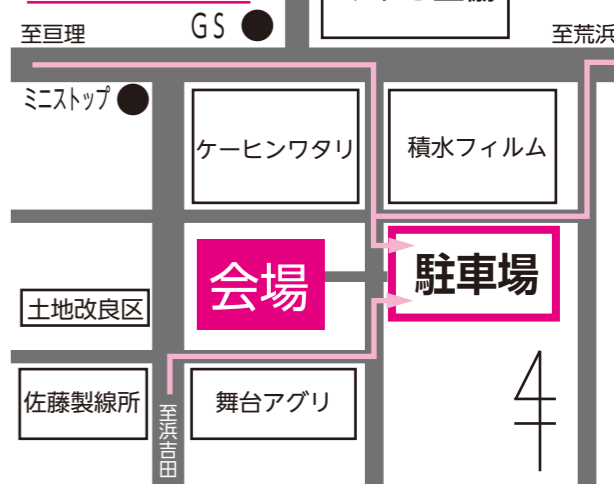 至亘理
GS
至荒浜
ミニストップ
ケーヒンワタリ
積水フィルム
会場
駐車場
土地改良区
佐藤製線所
至浜吉田
舞台アグリ